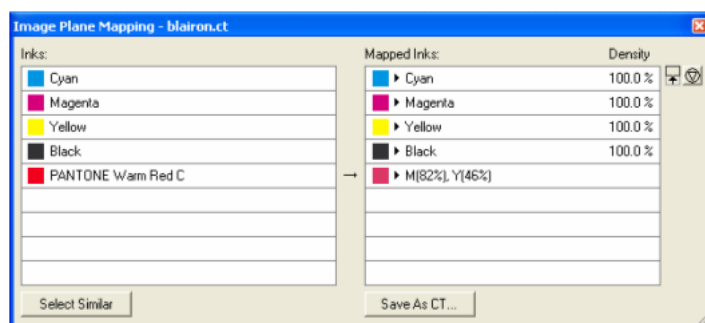 Image Plane Mapping - blairon.ct
Inks: Mapped Inks: Density
Cyan Cyan 100.0 %
Magenta Magenta 100.0 %
Yellow Yellow 100.0 %
Black Black 100.0 %
PANTONE Warm Red C → M(82%), Y(46%)
Select Similar Save As CT...